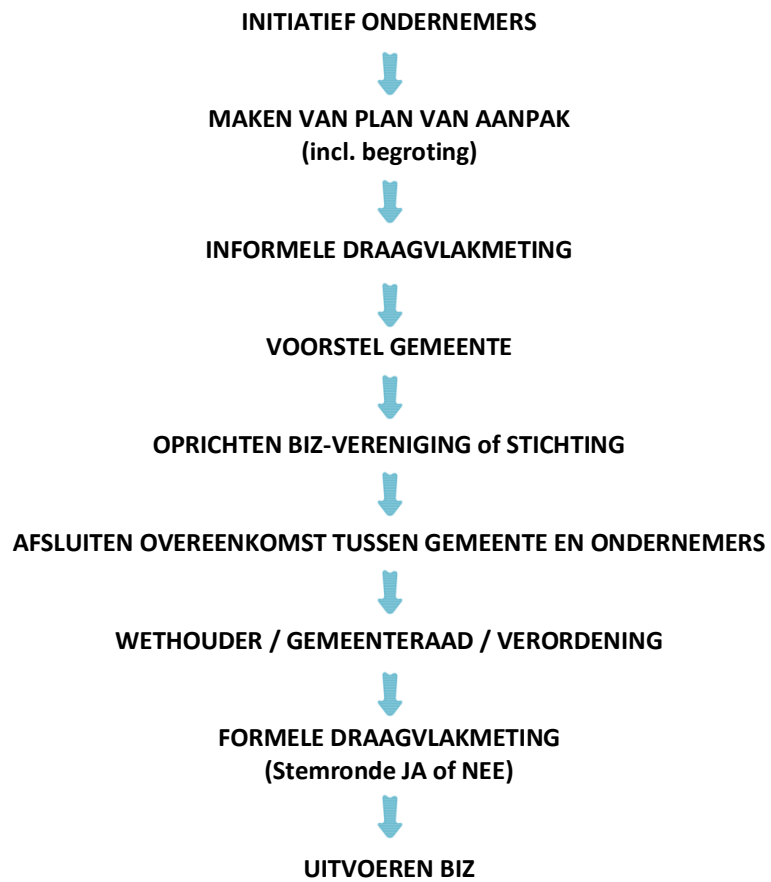 INITIATIEF ONDERNEMERS
MAKEN VAN PLAN VAN AANPAK
(incl. begroting)
INFORMELE DRAAGVLAKMETING
VOORSTEL GEMEENTE
OPRICHTEN BIZ-VERENIGING of STICHTING
AFSLUITEN OVEREENKOMST TUSSEN GEMEENTE EN ONDERNEMERS
WETHOUDER / GEMEENTERAAD / VERORDENING
FORMELE DRAAGVLAKMETING
(Stemronde JA of NEE)
UITVOEREN BIZ